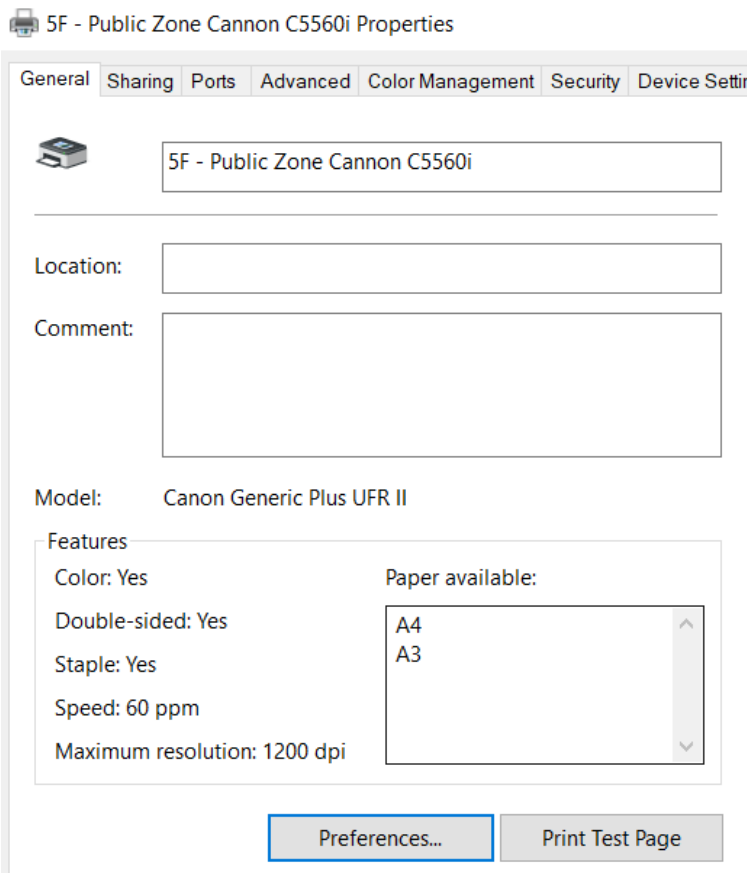 5F - Public Zone Cannon C5560i Properties
General Sharing Ports Advanced Color Management Security Device Settin
5F - Public Zone Cannon C5560i
Location:
Comment:
Model: Canon Generic Plus UFR II
Features
Color: Yes
Double-sided: Yes
Staple: Yes
Speed: 60 ppm
Maximum resolution: 1200 dpi
Paper available:
A4
A3
Preferences... Print Test Page